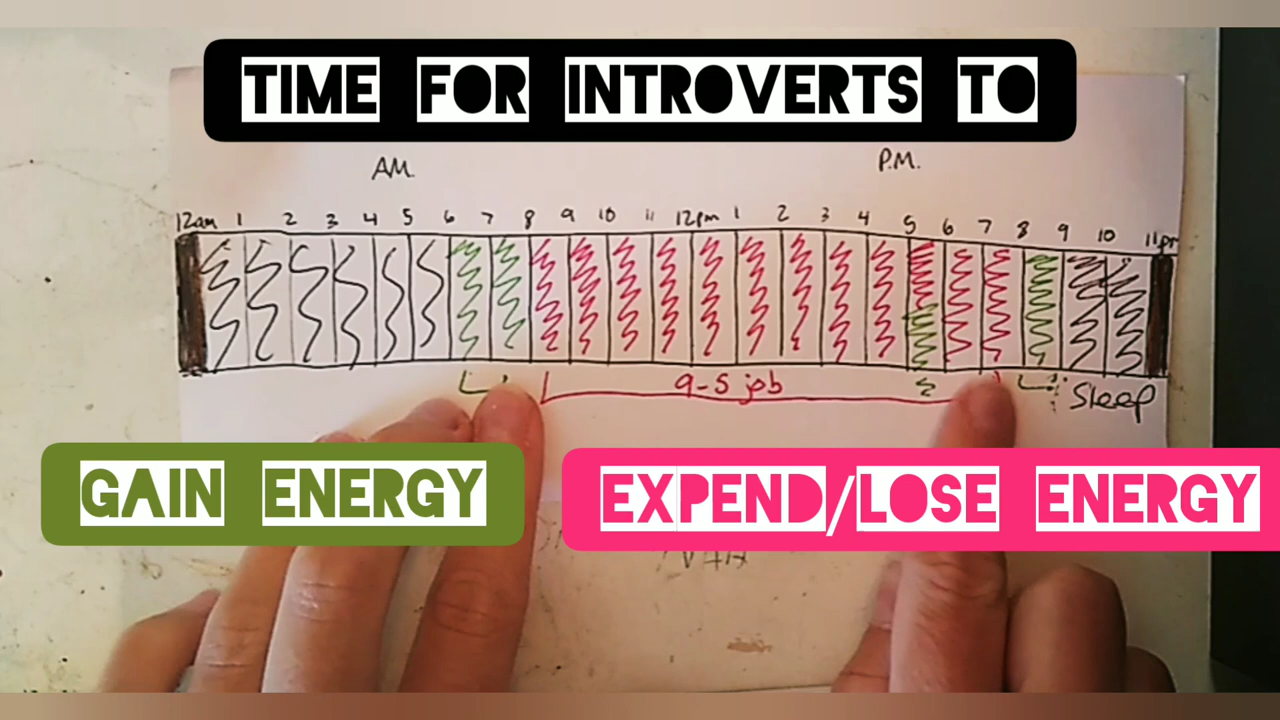 TIME FOR INTROVERTS TO
AM. P.M.
12am 1 2 3 4 5 6 7 8 9 10 11 12pm 1 2 3 4 5 6 7 8 9 10 11pm
9-5 job Sleep
GAIN ENERGY EXPEND/LOSE ENERGY